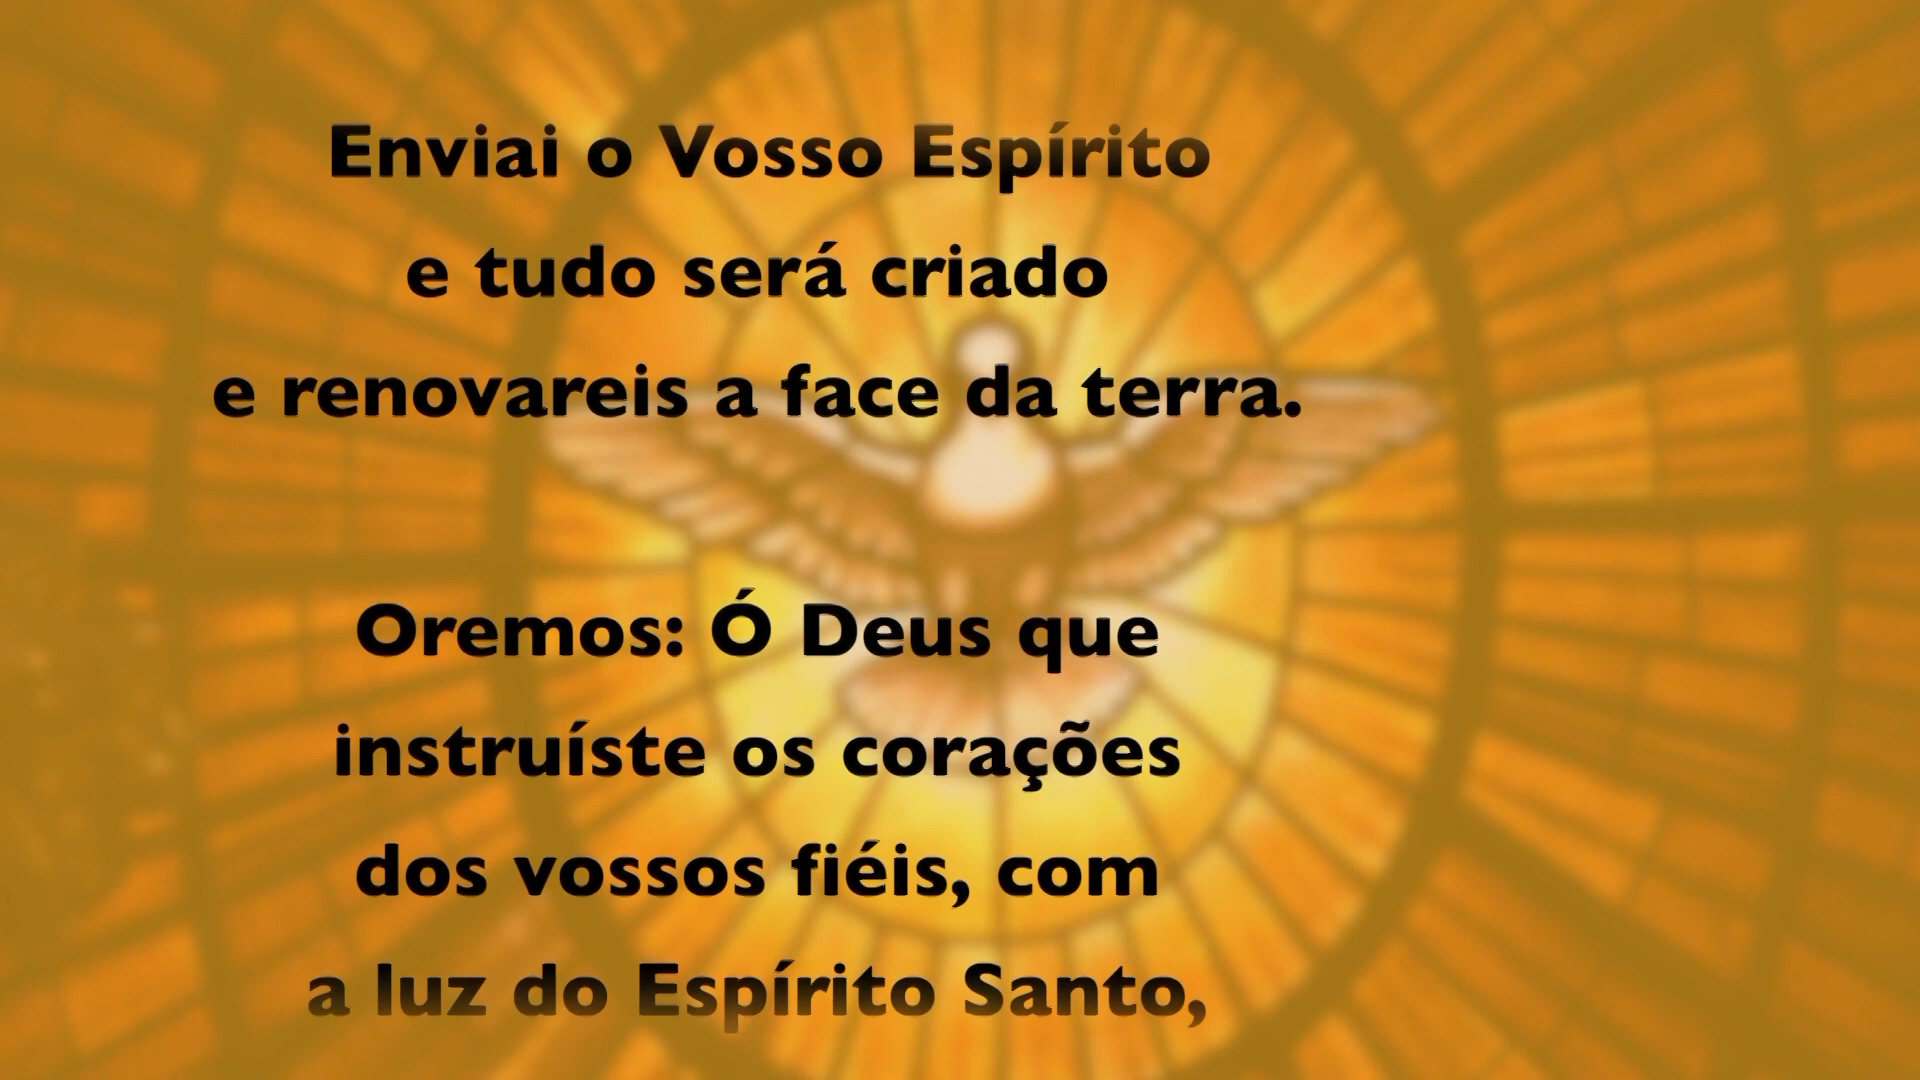 Enviai o Vosso Espírito
e tudo será criado
e renovareis a face da terra.
Oremos: Ó Deus que
instruíste os corações
dos vossos fiéis, com
a luz do Espírito Santo,